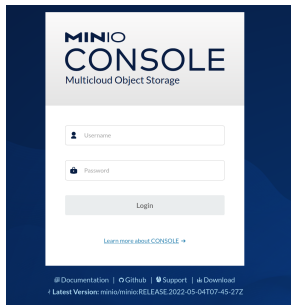 MINIO
CONSOLE
Multicloud Object Storage
Username
Password
Login
Learn more about CONSOLE ➔
Documentation | Github | Support | Download
Latest Version: minio/minio:RELEASE.2022-05-04T07-45-27Z